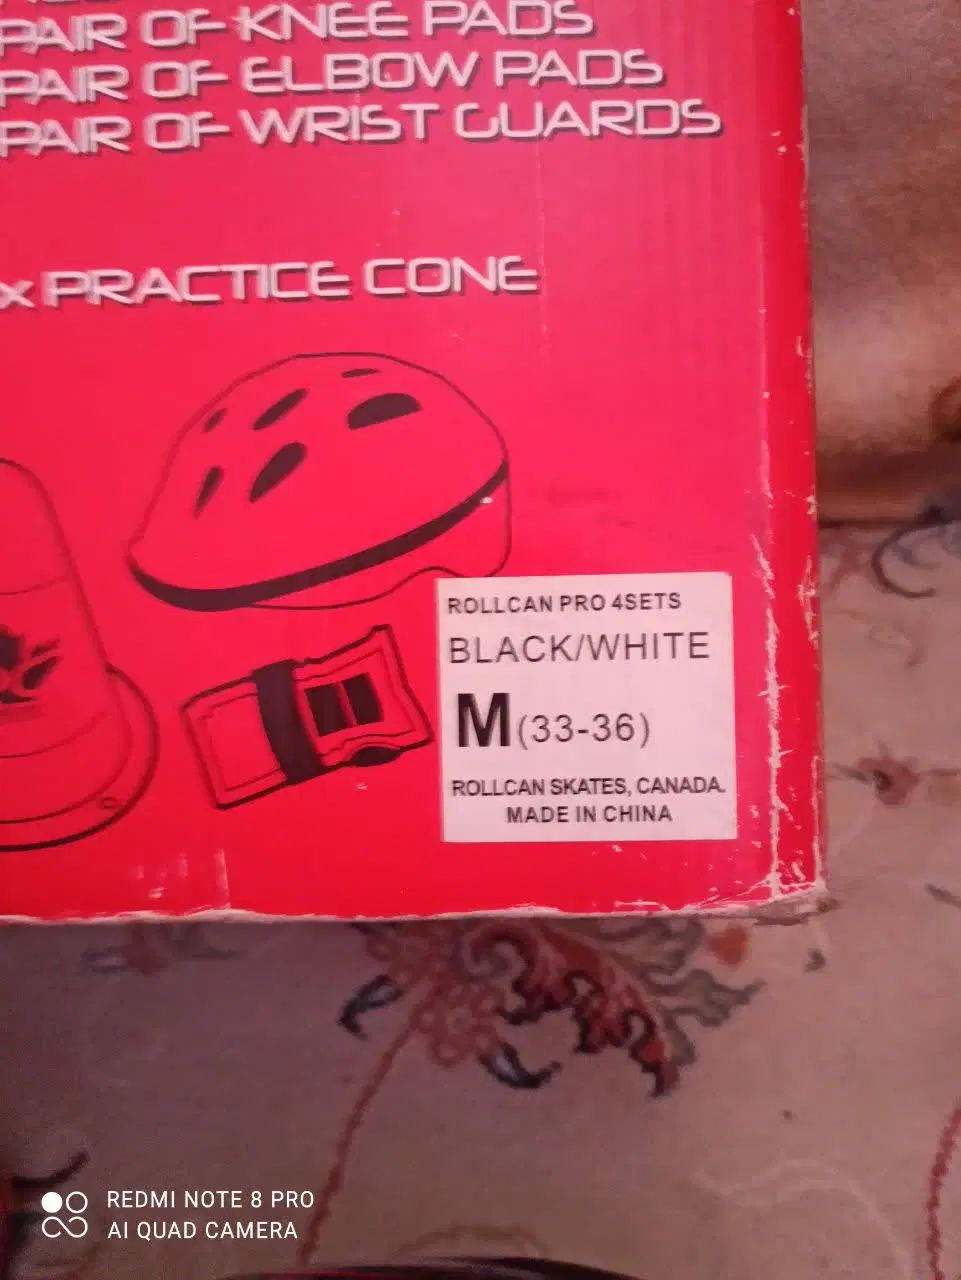 PAIR OF KNEE PADS
PAIR OF ELBOW PADS
PAIR OF WRIST GUARDS
x PRACTICE CONE
ROLLCAN PRO 4SETS
BLACK/WHITE
M(33-36)
ROLLCAN SKATES, CANADA.
MADE IN CHINA
REDMI NOTE 8 PRO
AI QUAD CAMERA